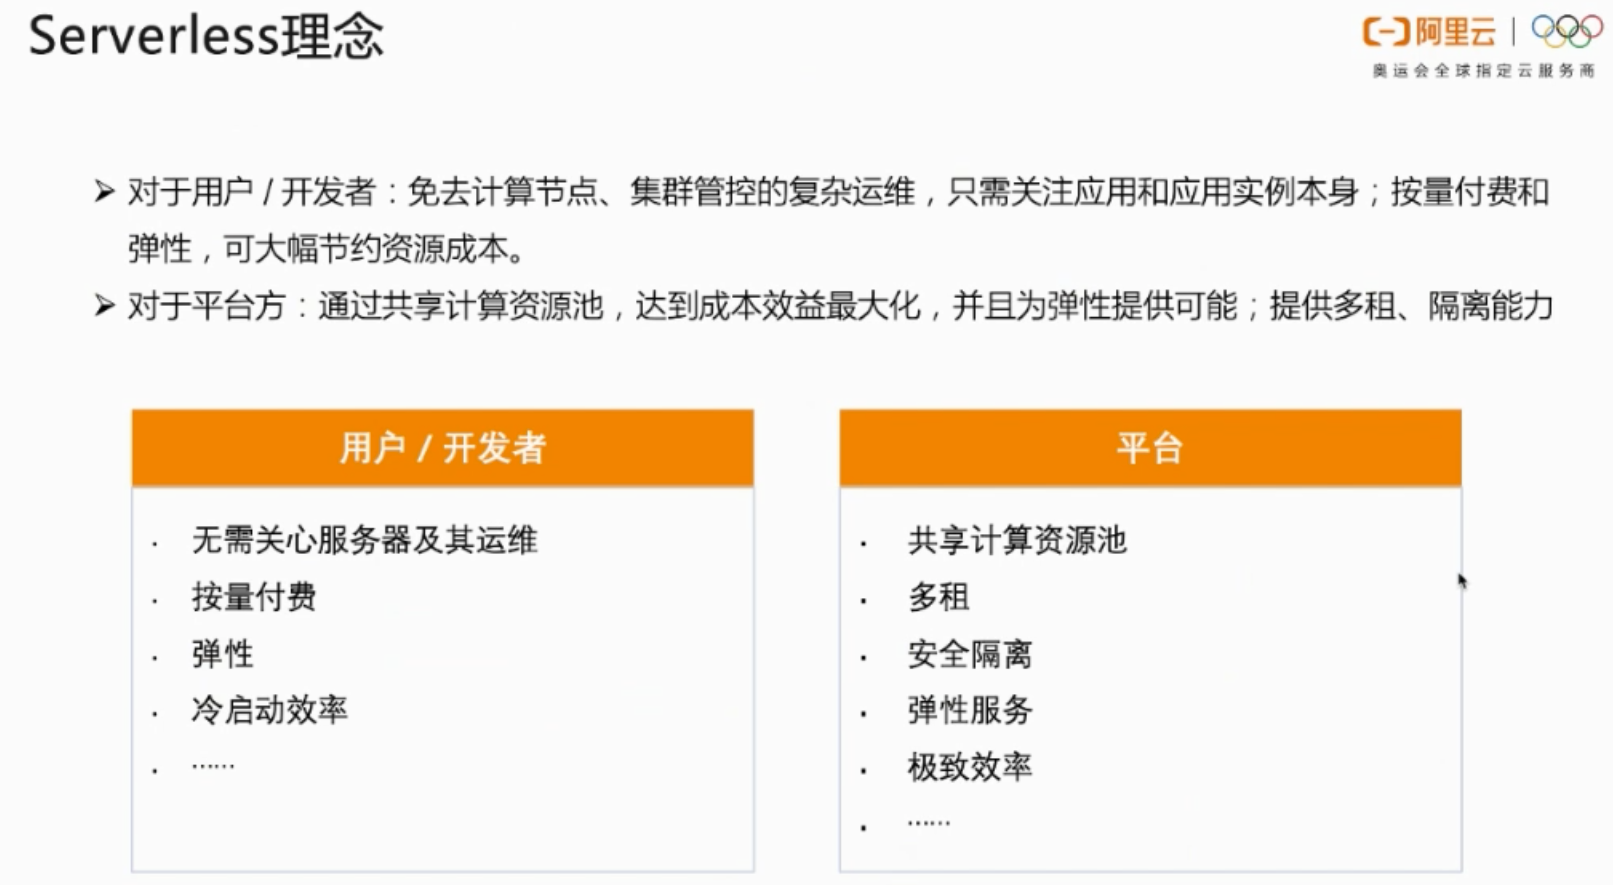 Serverless理念
阿里云
奥运会全球指定云服务商
➢ 对于用户 / 开发者：免去计算节点、集群管控的复杂运维，只需关注应用和应用实例本身；按量付费和
弹性，可大幅节约资源成本。
➢ 对于平台方：通过共享计算资源池，达到成本效益最大化，并且为弹性提供可能；提供多租、隔离能力
用户 / 开发者
· 无需关心服务器及其运维
· 按量付费
· 弹性
· 冷启动效率
· ……
平台
· 共享计算资源池
· 多租
· 安全隔离
· 弹性服务
· 极致效率
· ……